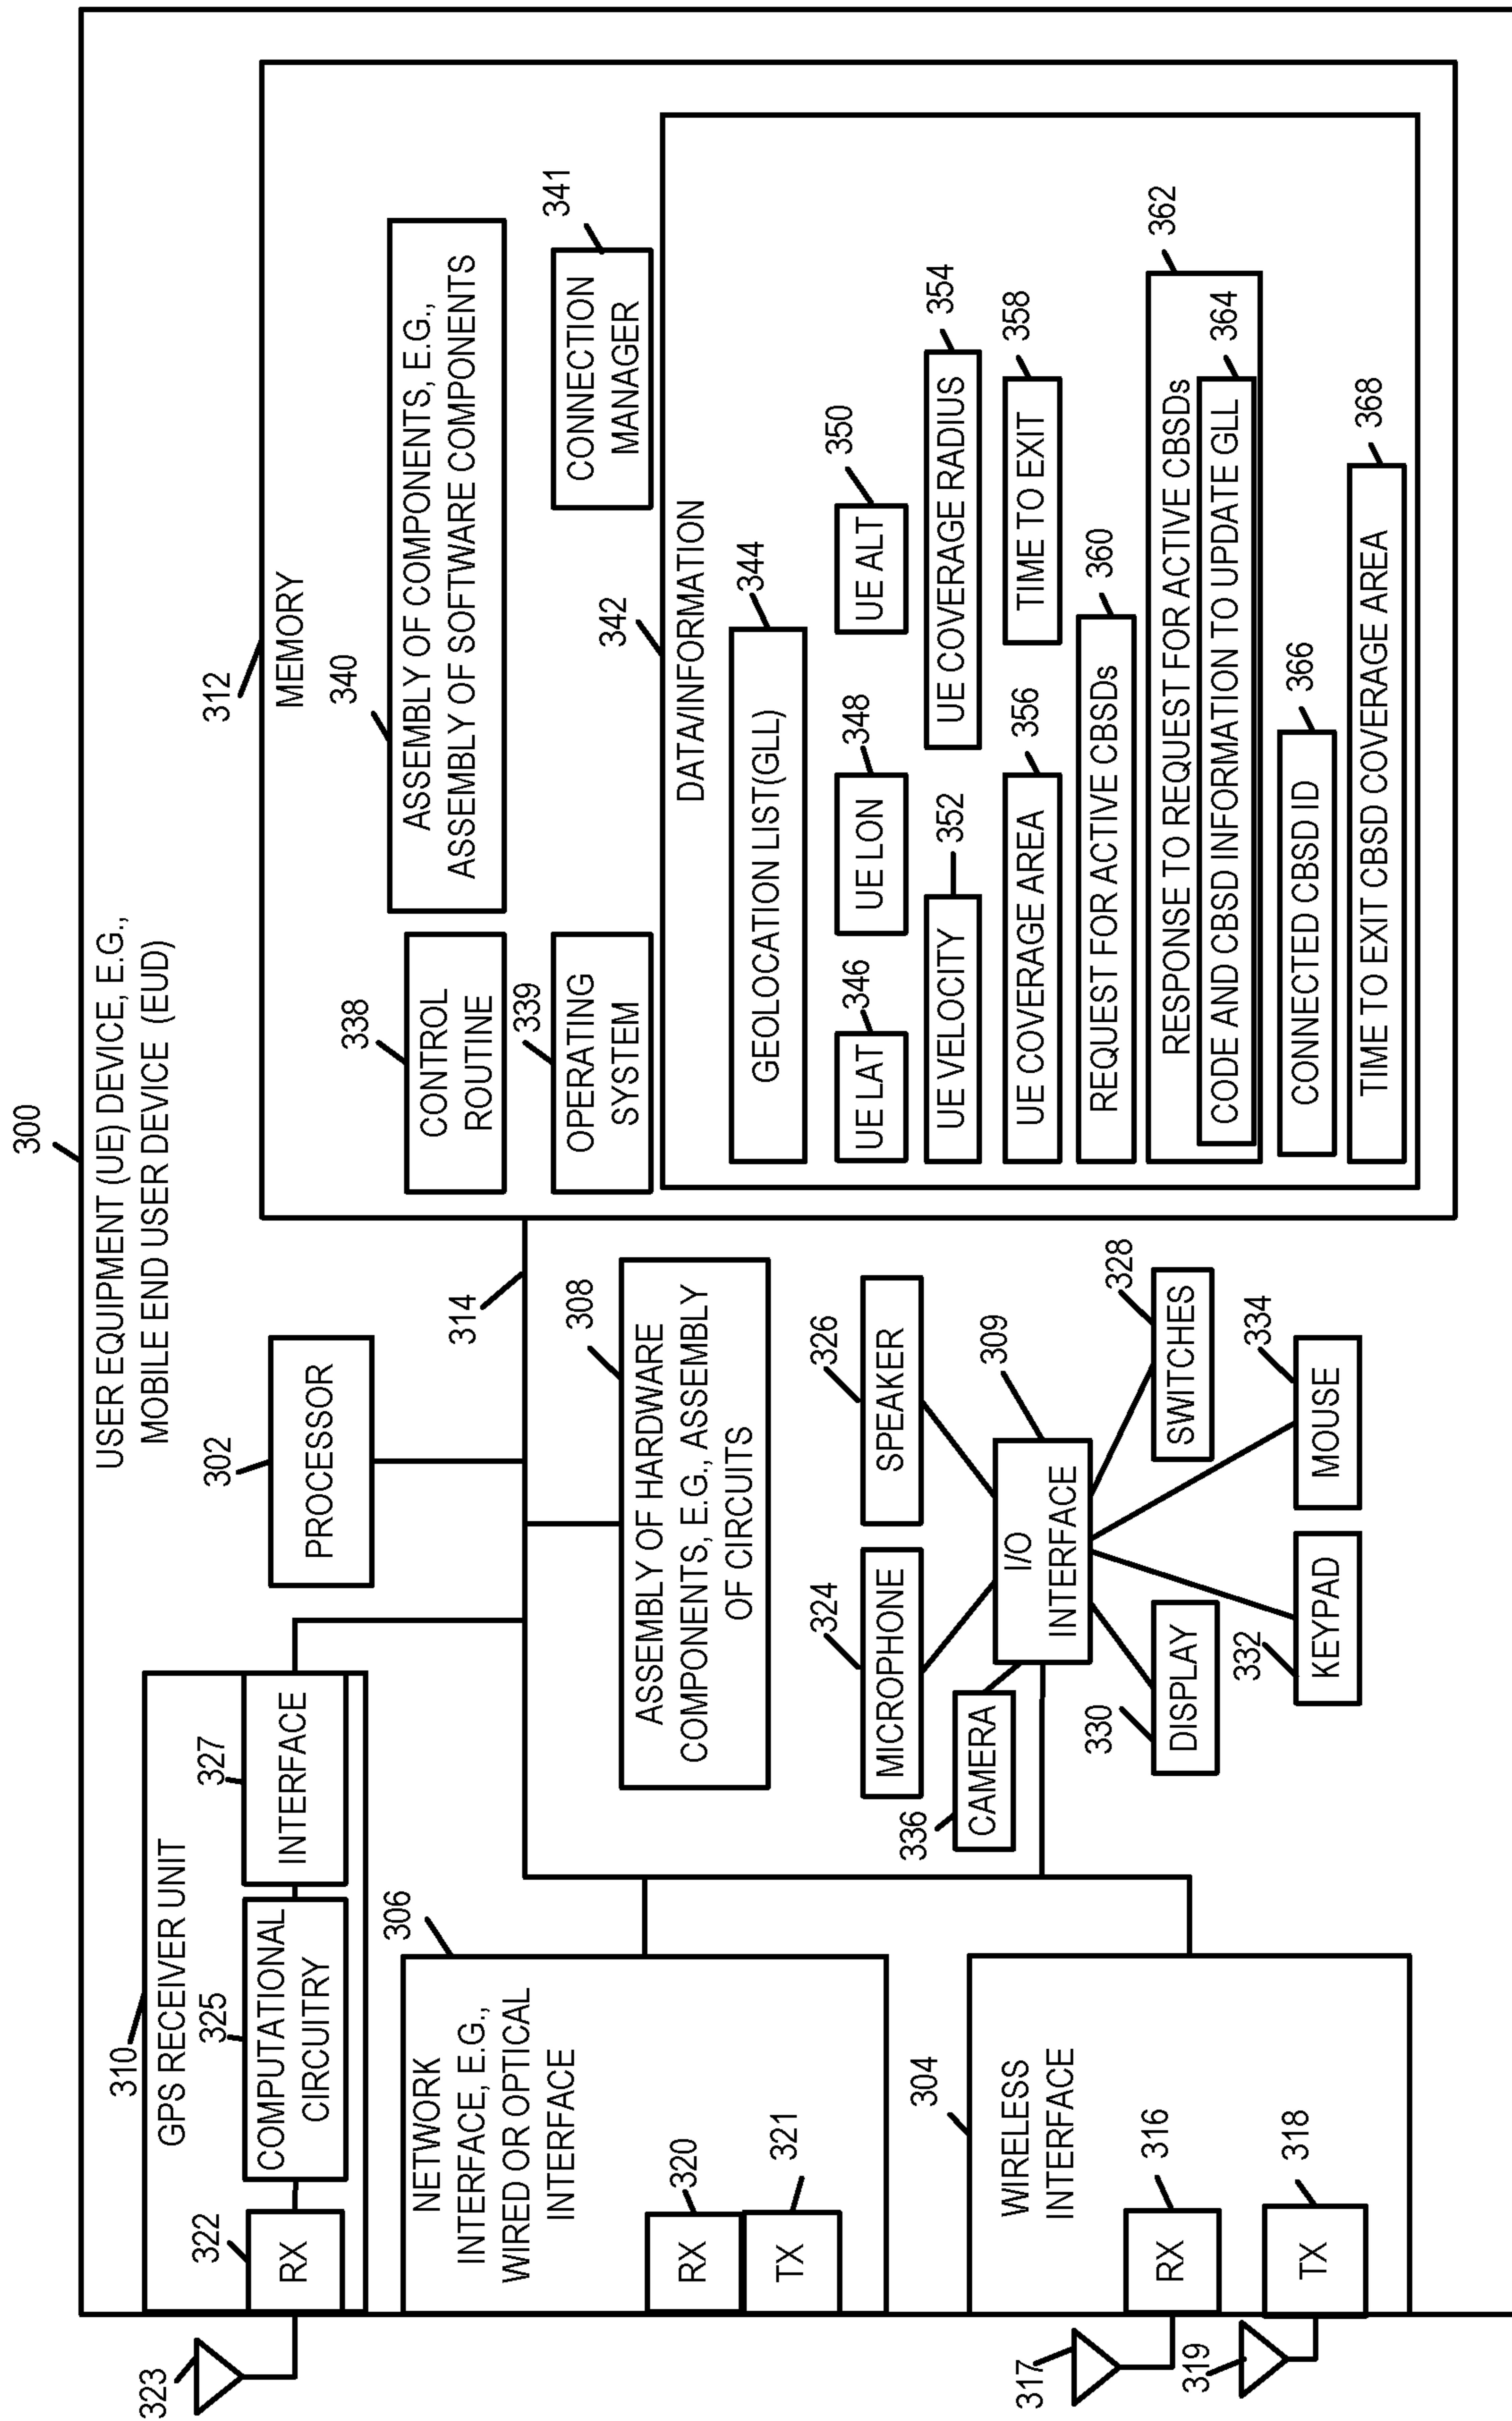 300
USER EQUIPMENT (UE) DEVICE, E.G.,
MOBILE END USER DEVICE (EUD)
323
310
GPS RECEIVER UNIT
322
RX
325
COMPUTATIONAL
CIRCUITRY
327
INTERFACE
302
PROCESSOR
306
NETWORK
INTERFACE, E.G.,
WIRED OR OPTICAL
INTERFACE
320
RX
321
TX
304
WIRELESS
INTERFACE
316
RX
318
TX
317
319
314
308
ASSEMBLY OF HARDWARE
COMPONENTS, E.G., ASSEMBLY
OF CIRCUITS
324
MICROPHONE
326
SPEAKER
336
CAMERA
309
I/O
INTERFACE
330
DISPLAY
328
SWITCHES
332
KEYPAD
334
MOUSE
312
MEMORY
338
CONTROL
ROUTINE
340
ASSEMBLY OF COMPONENTS, E.G.,
ASSEMBLY OF SOFTWARE COMPONENTS
339
OPERATING
SYSTEM
341
CONNECTION
MANAGER
342
DATA/INFORMATION
344
GEOLOCATION LIST(GLL)
346
UE LAT
348
UE LON
350
UE ALT
352
UE VELOCITY
354
UE COVERAGE RADIUS
356
UE COVERAGE AREA
358
TIME TO EXIT
360
REQUEST FOR ACTIVE CBSDs
362
RESPONSE TO REQUEST FOR ACTIVE CBSDs
364
CODE AND CBSD INFORMATION TO UPDATE GLL
366
CONNECTED CBSD ID
368
TIME TO EXIT CBSD COVERAGE AREA